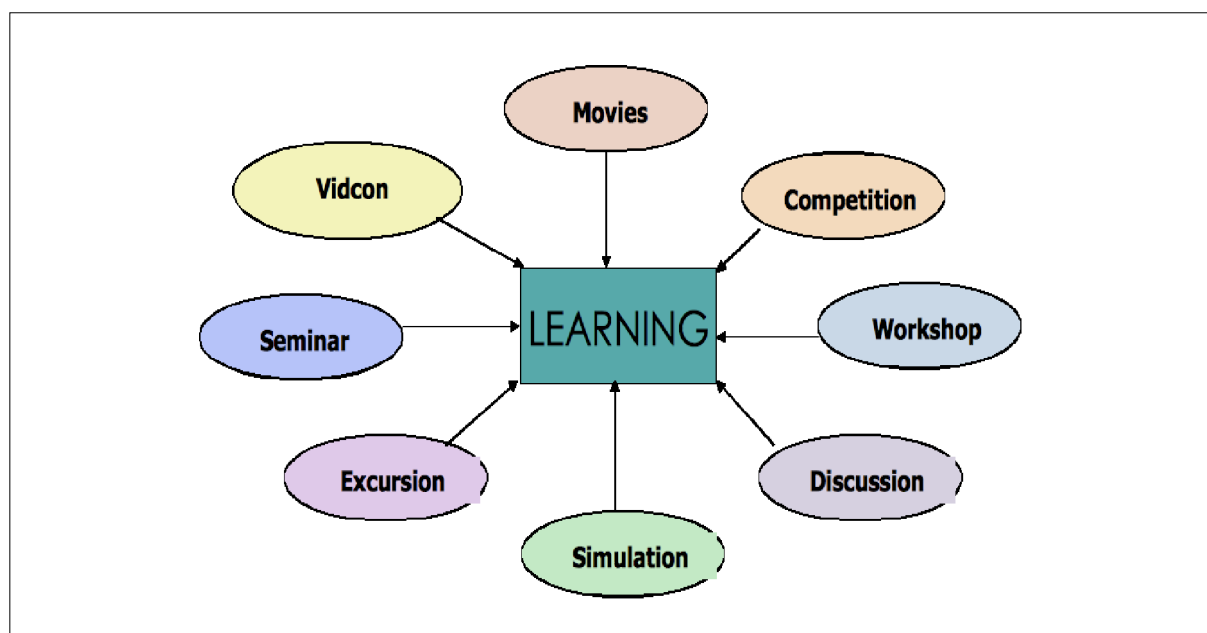 Movies
Vidcon
Competition
LEARNING
Seminar
Workshop
Excursion
Discussion
Simulation